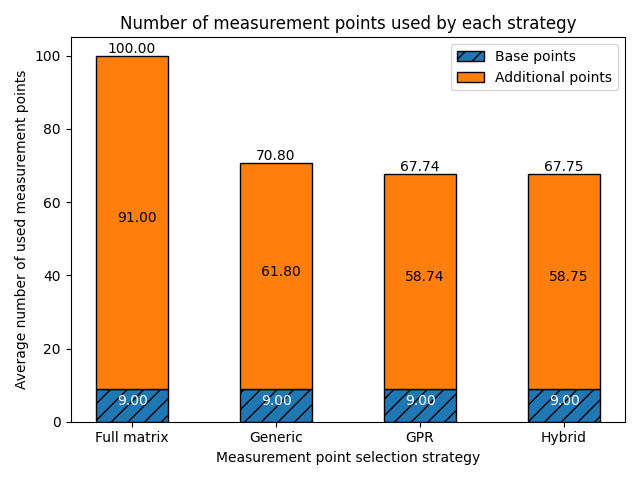 Number of measurement points used by each strategy
Average number of used measurement points
100
80
60
40
20
0
Base points
Additional points
100.00
91.00
9.00
70.80
61.80
9.00
67.74
58.74
9.00
67.75
58.75
9.00
Full matrix
Generic
GPR
Hybrid
Measurement point selection strategy